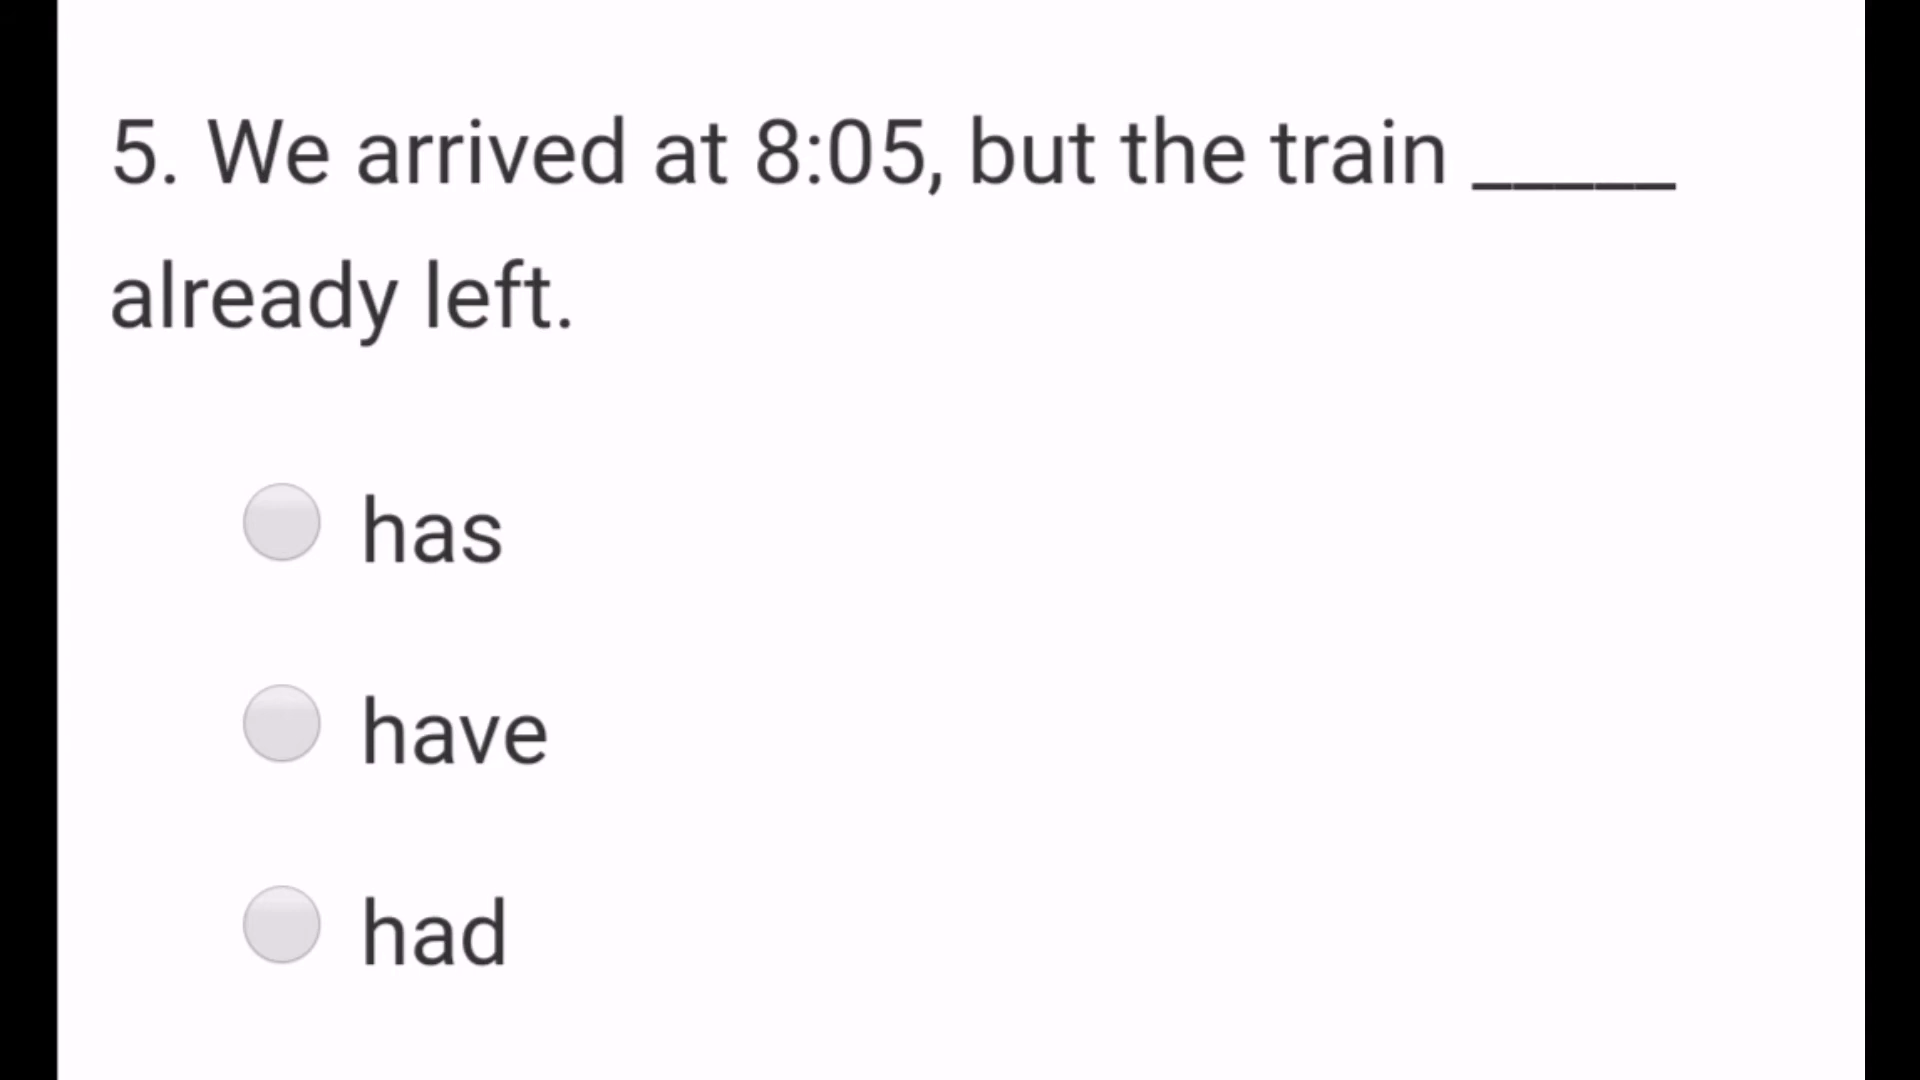 5. We arrived at 8:05, but the train _____
already left.
has
have
had